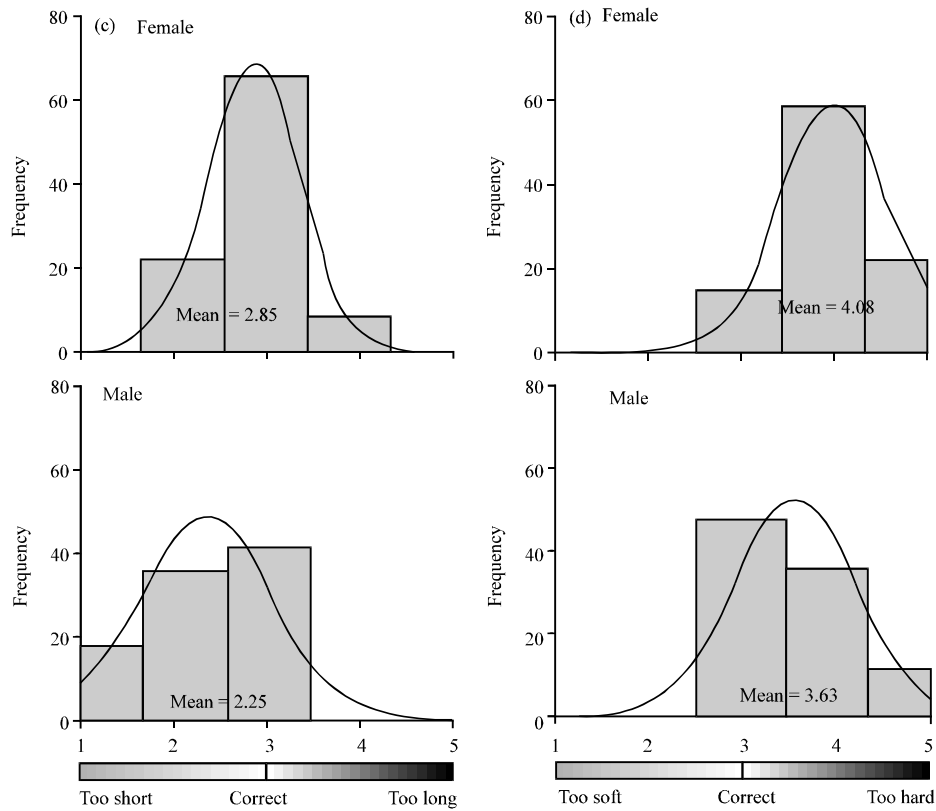 (c) Female
80
60
40
20
0
Frequency
Mean = 2.85
(d) Female
80
60
40
20
0
Frequency
Mean = 4.08
Male
80
60
40
20
0
Frequency
Mean = 2.25
1 2 3 4 5
Too short Correct Too long
Male
80
60
40
20
0
Frequency
Mean = 3.63
1 2 3 4 5
Too soft Correct Too hard